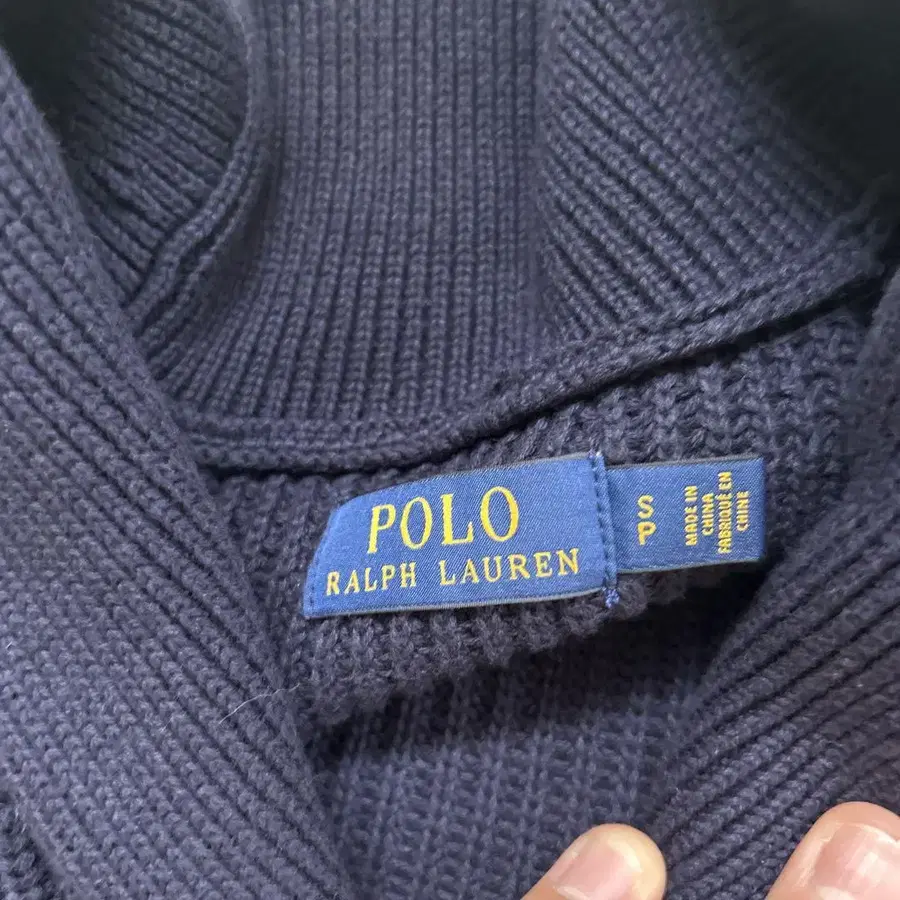 POLO
RALPH LAUREN
S
P
MADE IN
CHINA
FABRIQUÉ EN
CHINE